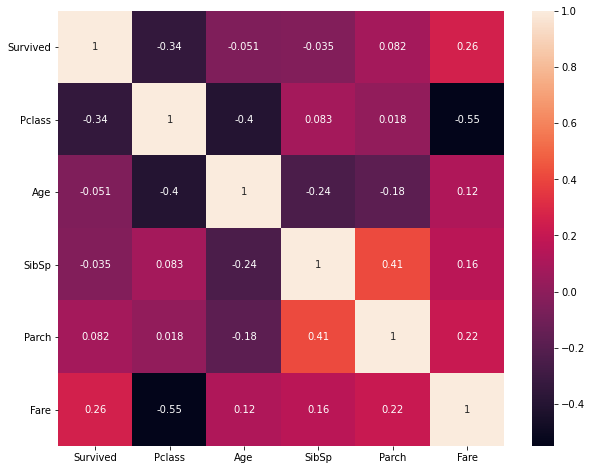 Survived 1 -0.34 -0.051 -0.035 0.082 0.26
Pclass -0.34 1 -0.4 0.083 0.018 -0.55
Age -0.051 -0.4 1 -0.24 -0.18 0.12
SibSp -0.035 0.083 -0.24 1 0.41 0.16
Parch 0.082 0.018 -0.18 0.41 1 0.22
Fare 0.26 -0.55 0.12 0.16 0.22 1
Survived Pclass Age SibSp Parch Fare
1.0
0.8
0.6
0.4
0.2
0.0
−0.2
−0.4